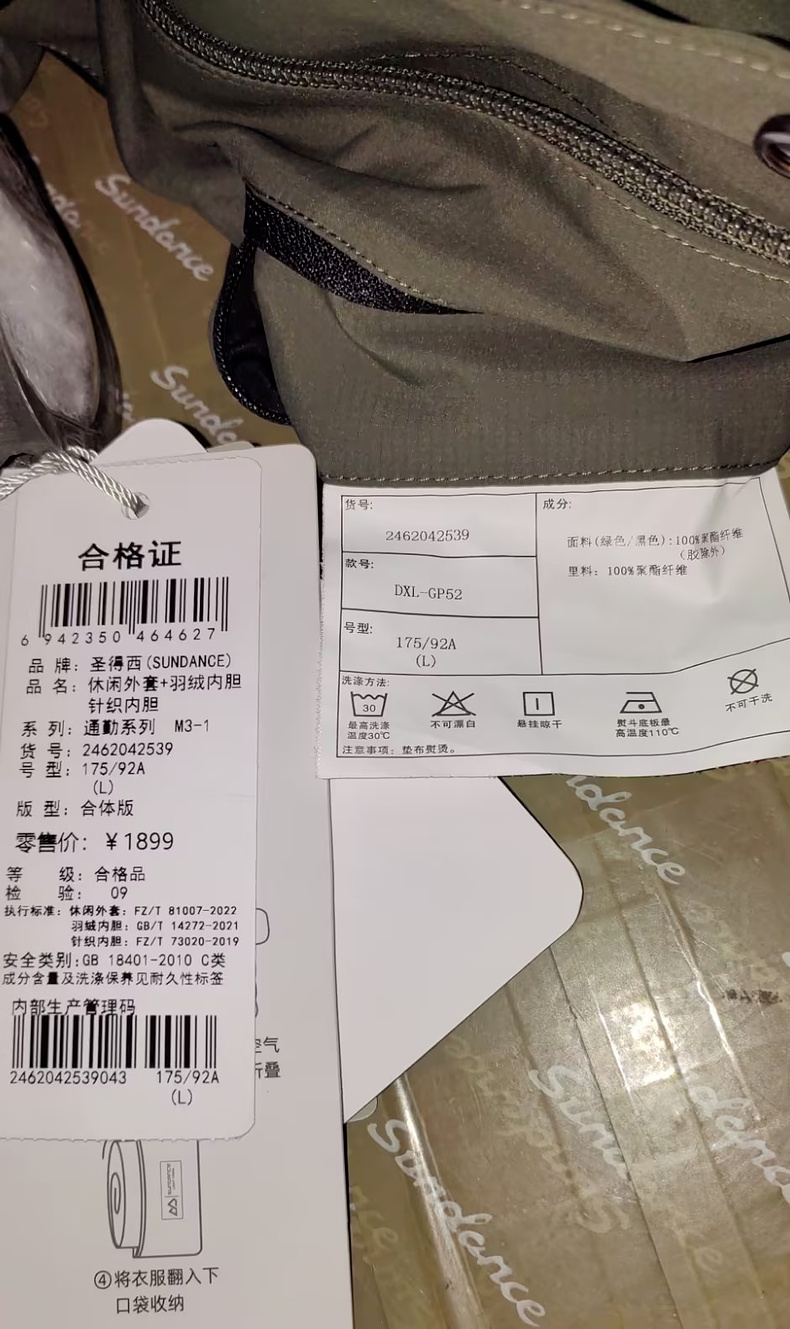 Sundance
Sunda
合格证
6 942350 464627
品 牌: 圣得西(SUNDANCE)
品 名: 休闲外套+羽绒内胆
针织内胆
系 列: 通勤系列 M3-1
货 号: 2462042539
号 型: 175/92A
(L)
版 型: 合体版
零售价: ¥1899
等 级: 合格品
检 验: 09
执行标准: 休闲外套: FZ/T 81007-2022
羽绒内胆: GB/T 14272-2021
针织内胆: FZ/T 73020-2019
安全类别:GB 18401-2010 C类
成分含量及洗涤保养见耐久性标签
内部生产管理码
2462042539043 175/92A
(L)
空气
折叠
SUNDANCE
④将衣服翻入下
口袋收纳
货号:
2462042539
款号:
DXL-GP52
号型:
175/92A
(L)
成分:
面料(绿色/黑色):100%聚酯纤维
(胶除外)
里料: 100%聚酯纤维
洗涤方法:
30
最高洗涤
温度30℃
不可漂白
悬挂晾干
熨斗底板最
高温度110℃
不可干洗
注意事项: 垫布熨烫。
dance
Sundance